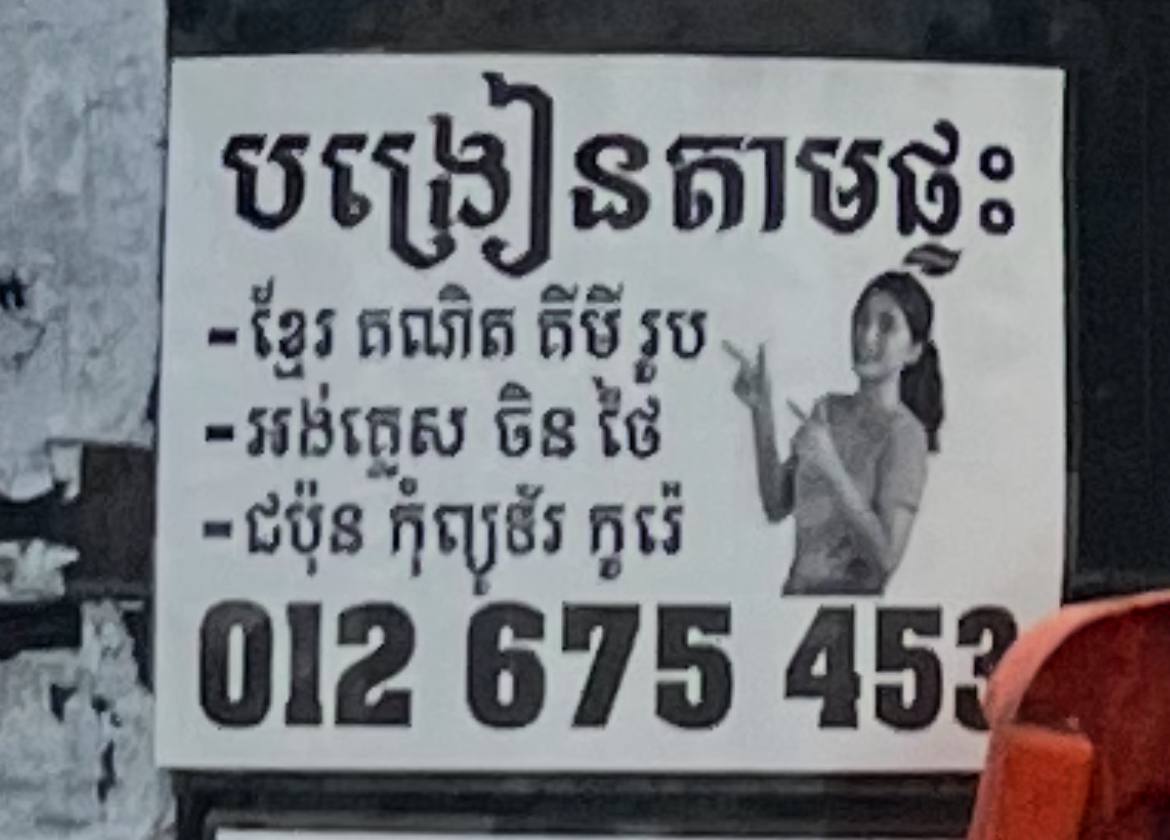 បង្រៀនតាមផ្ទះ
-ខ្មែរ គណិត គីមី រូប
-អង់គ្លេស ចិន ថៃ
-ជប៉ុន កុំព្យូទ័រ កូរ៉េ
012 675 453